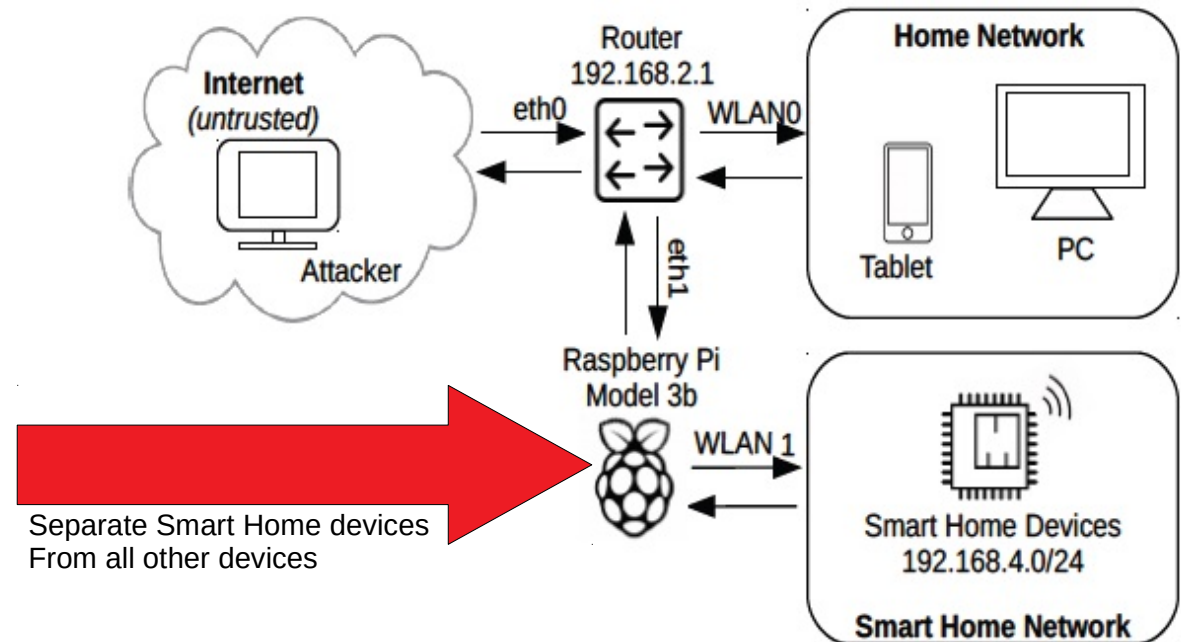 Internet
(untrusted)
Attacker
eth0
Router
192.168.2.1
WLAN0
Home Network
Tablet
PC
eth1
Raspberry Pi
Model 3b
WLAN 1
Smart Home Devices
192.168.4.0/24
Smart Home Network
Separate Smart Home devices
From all other devices